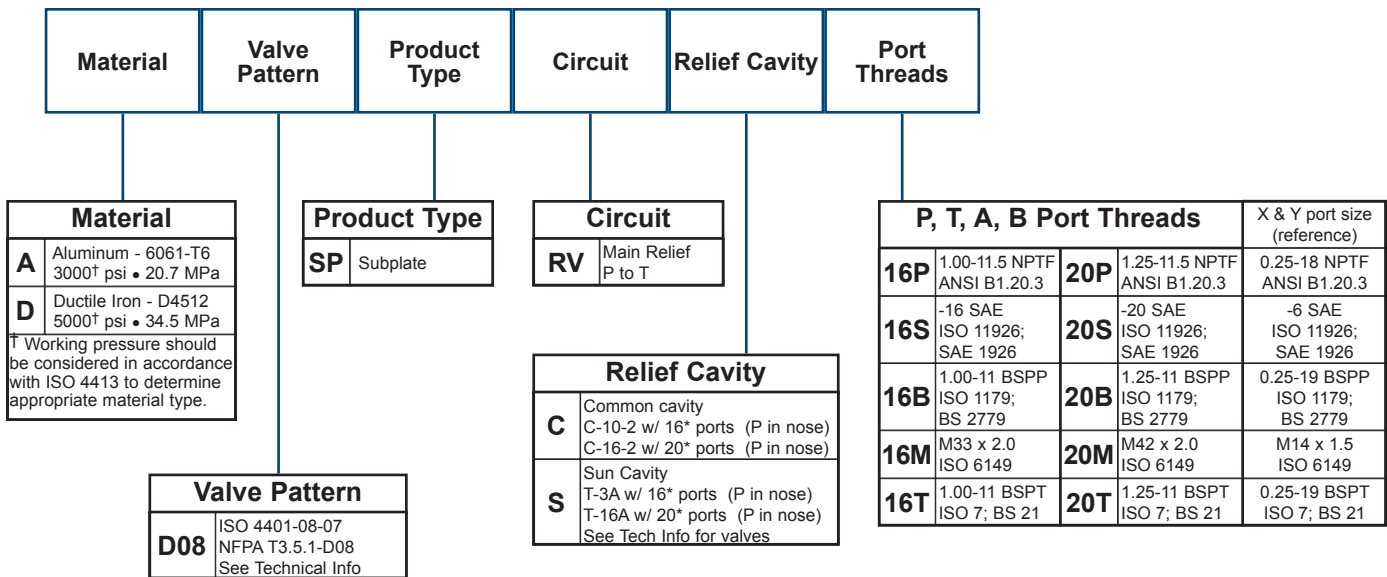 Material
Valve
Pattern
Product
Type
Circuit
Relief Cavity
Port
Threads
Material
A
Aluminum - 6061-T6
3000† psi • 20.7 MPa
D
Ductile Iron - D4512
5000† psi • 34.5 MPa
† Working pressure should
be considered in accordance
with ISO 4413 to determine
appropriate material type.
Valve Pattern
D08
ISO 4401-08-07
NFPA T3.5.1-D08
See Technical Info
Product Type
SP
Subplate
Circuit
RV
Main Relief
P to T
Relief Cavity
C
Common cavity
C-10-2 w/ 16* ports (P in nose)
C-16-2 w/ 20* ports (P in nose)
S
Sun Cavity
T-3A w/ 16* ports (P in nose)
T-16A w/ 20* ports (P in nose)
See Tech Info for valves
P, T, A, B Port Threads
X & Y port size
(reference)
16P
1.00-11.5 NPTF
ANSI B1.20.3
20P
1.25-11.5 NPTF
ANSI B1.20.3
0.25-18 NPTF
ANSI B1.20.3
16S
-16 SAE
ISO 11926;
SAE 1926
20S
-20 SAE
ISO 11926;
SAE 1926
-6 SAE
ISO 11926;
SAE 1926
16B
1.00-11 BSPP
ISO 1179;
BS 2779
20B
1.25-11 BSPP
ISO 1179;
BS 2779
0.25-19 BSPP
ISO 1179;
BS 2779
16M
M33 x 2.0
ISO 6149
20M
M42 x 2.0
ISO 6149
M14 x 1.5
ISO 6149
16T
1.00-11 BSPT
ISO 7; BS 21
20T
1.25-11 BSPT
ISO 7; BS 21
0.25-19 BSPT
ISO 7; BS 21